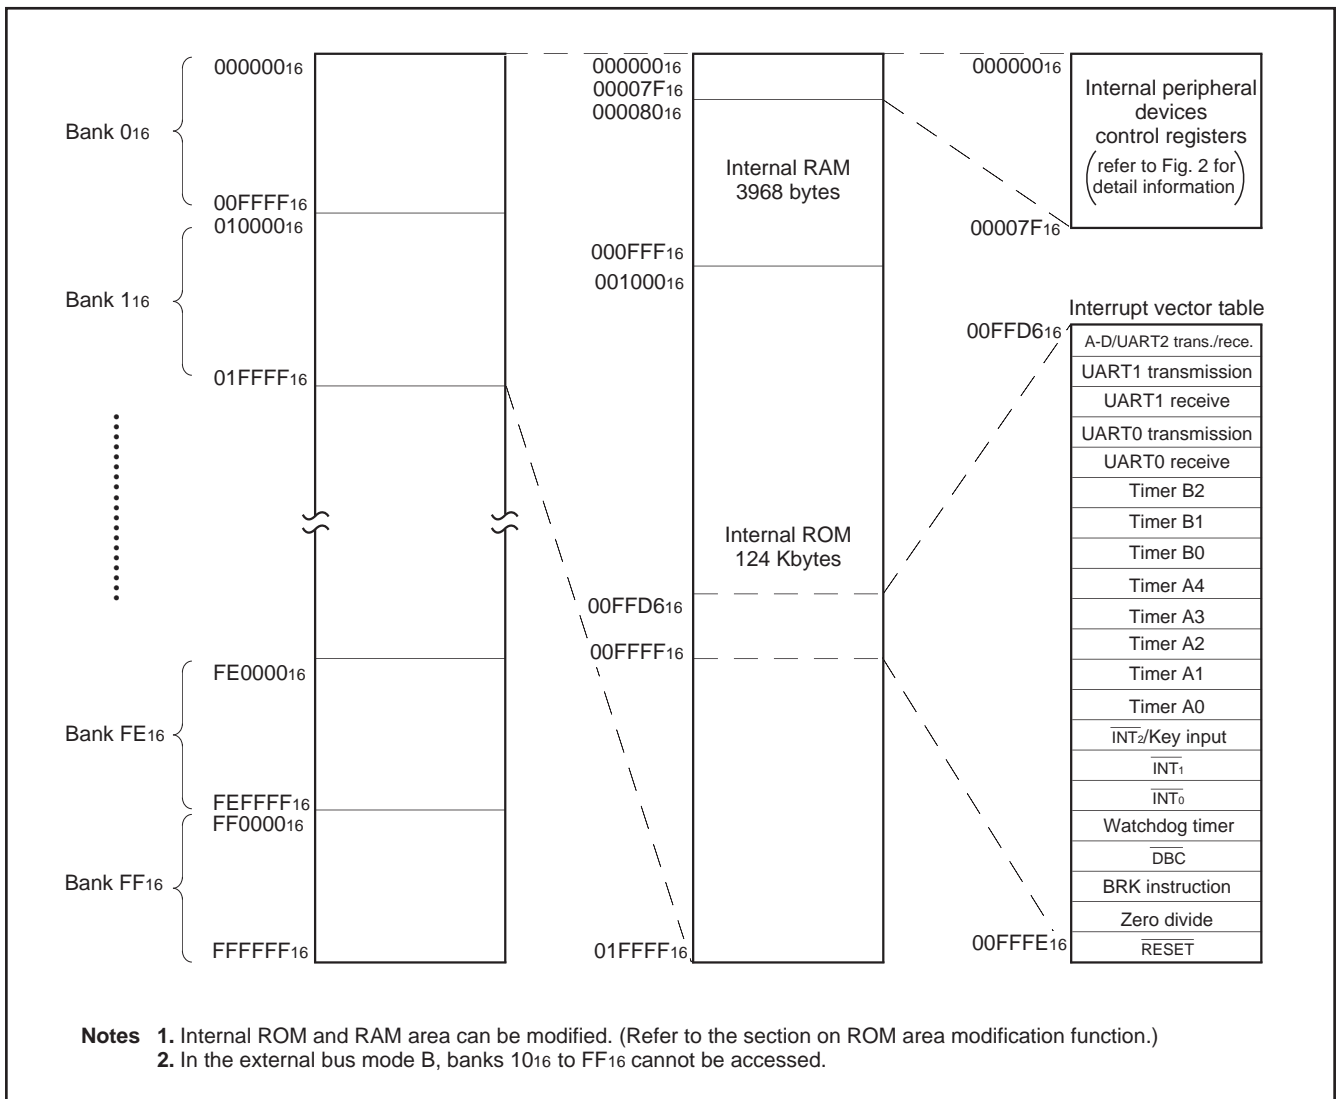 Bank 016
00000016
00FFFF16
Bank 116
01000016
01FFFF16
Bank FE16
FE000016
FEFFFF16
Bank FF16
FF000016
FFFFFF16
00000016
00007F16
00008016
Internal RAM
3968 bytes
000FFF16
00100016
Internal ROM
124 Kbytes
00FFD616
00FFFF16
01FFFF16
00000016
Internal peripheral
devices
control registers
(refer to Fig. 2 for
detail information)
00007F16
Interrupt vector table
00FFD616
A-D/UART2 trans./rece.
UART1 transmission
UART1 receive
UART0 transmission
UART0 receive
Timer B2
Timer B1
Timer B0
Timer A4
Timer A3
Timer A2
Timer A1
Timer A0
INT2/Key input
INT1
INT0
Watchdog timer
DBC
BRK instruction
Zero divide
00FFFE16
RESET
Notes 1. Internal ROM and RAM area can be modified. (Refer to the section on ROM area modification function.)
2. In the external bus mode B, banks 1016 to FF16 cannot be accessed.